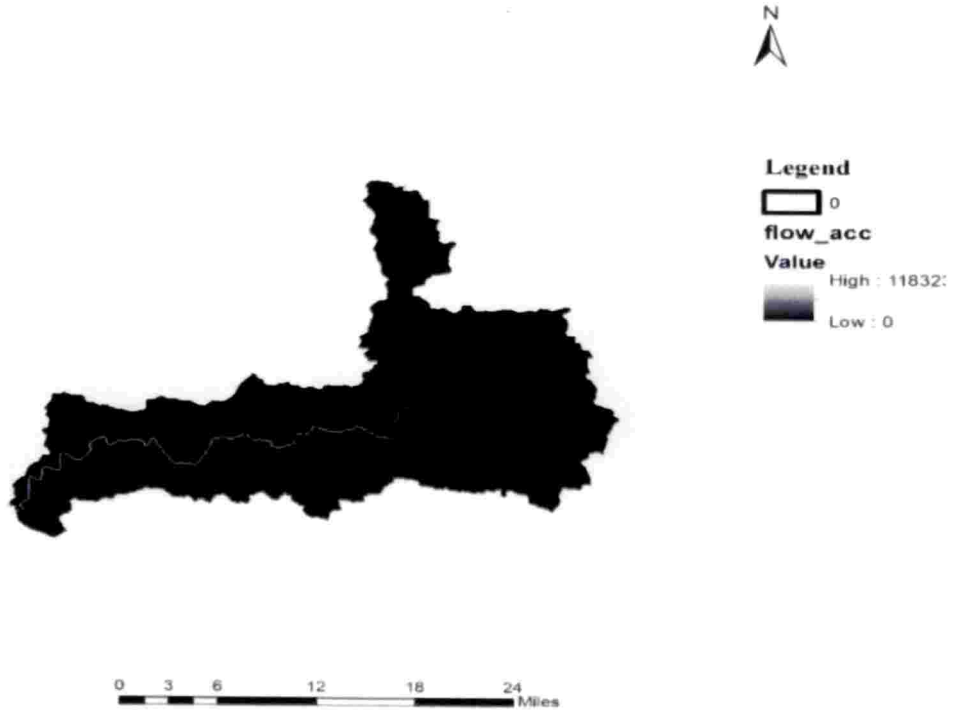 N
Legend
0
flow_acc
Value
High : 11832
Low : 0
0 3 6 12 18 24
Miles